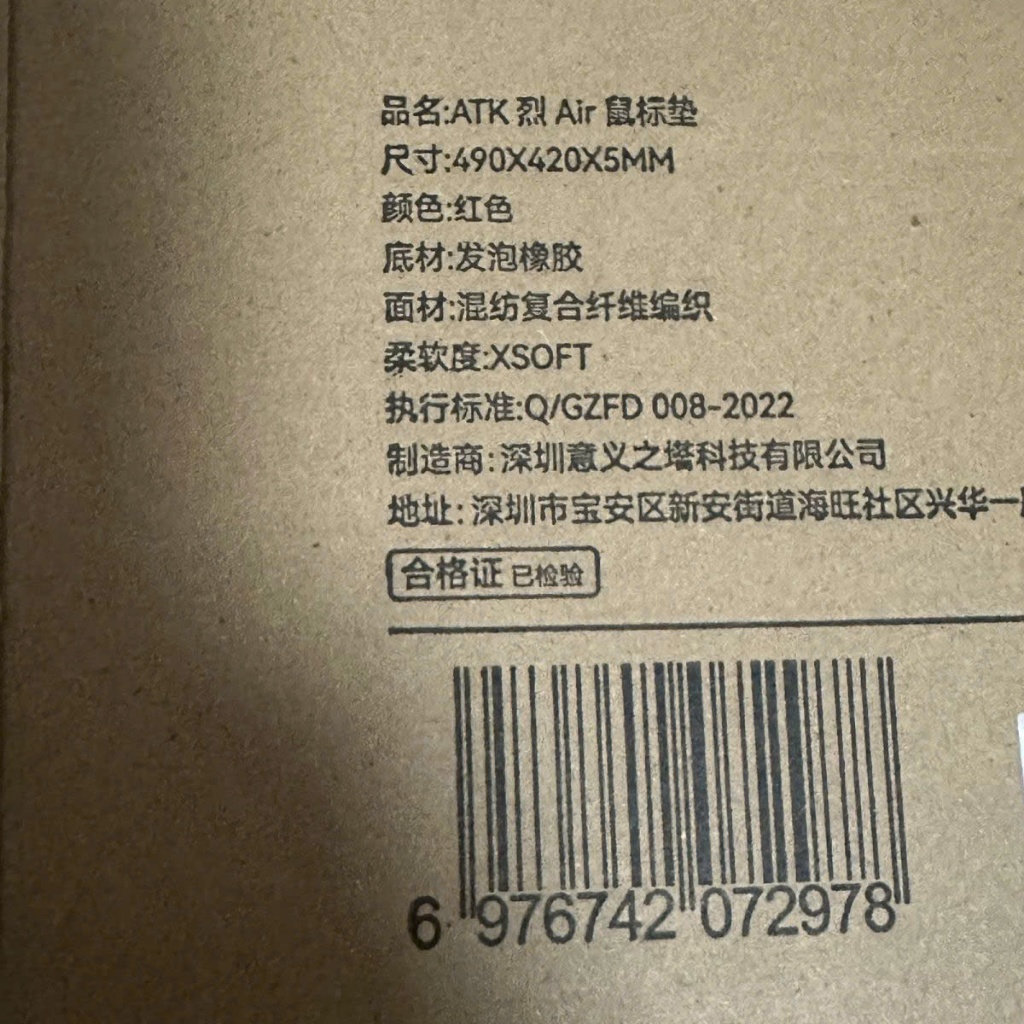 品名:ATK 烈 Air 鼠标垫
尺寸:490X420X5MM
颜色:红色
底材:发泡橡胶
面材:混纺复合纤维编织
柔软度:XSOFT
执行标准:Q/GZFD 008-2022
制造商:深圳意义之塔科技有限公司
地址:深圳市宝安区新安街道海旺社区兴华一
合格证 已检验
6 976742 072978